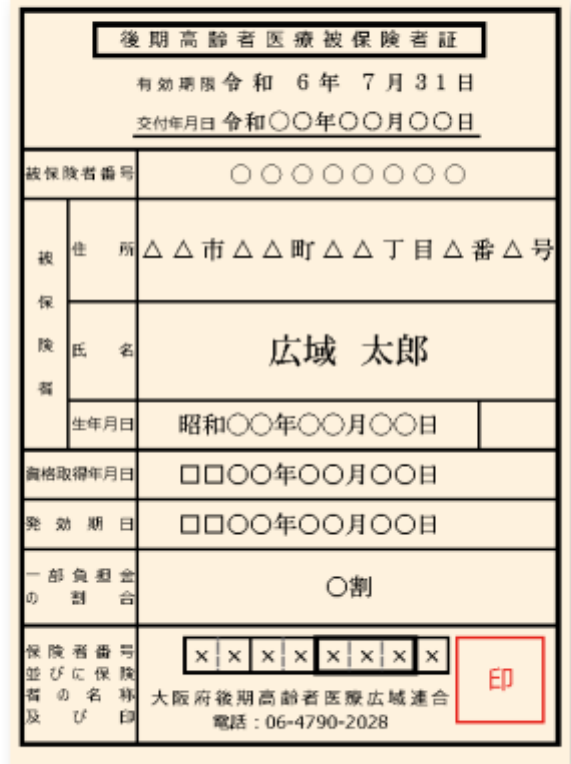 後期高齢者医療被保険者証
有効期限 令和 6年 7月31日
交付年月日 令和〇〇年〇〇月〇〇日
被保険者番号 〇〇〇〇〇〇〇〇
被保険者
住所 △△市△△町△△丁目△番△号
氏名 広域 太郎
生年月日 昭和〇〇年〇〇月〇〇日
資格取得年月日 □□〇〇年〇〇月〇〇日
発効期日 □□〇〇年〇〇月〇〇日
一部負担金の割合 〇割
保険者番号
並びに保険
者の名称
及び印
××××××××
大阪府後期高齢者医療広域連合
電話:06-4790-2028
印